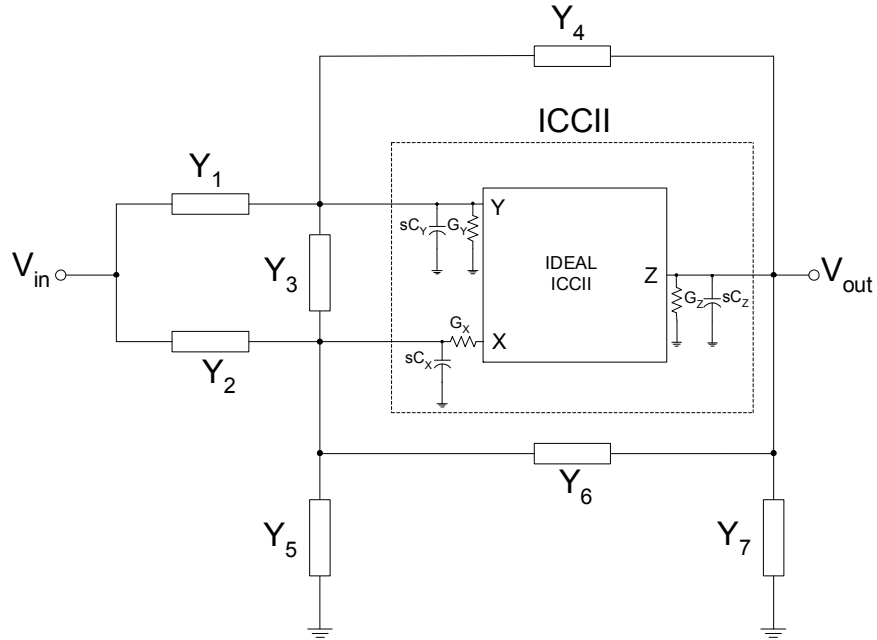 Y4
ICCII
Y1
Y
sCY GY
Vin
Y3
IDEAL
ICCII
Z
Vout
GZ sCZ
GX
X
Y2
sCX
Y6
Y5
Y7